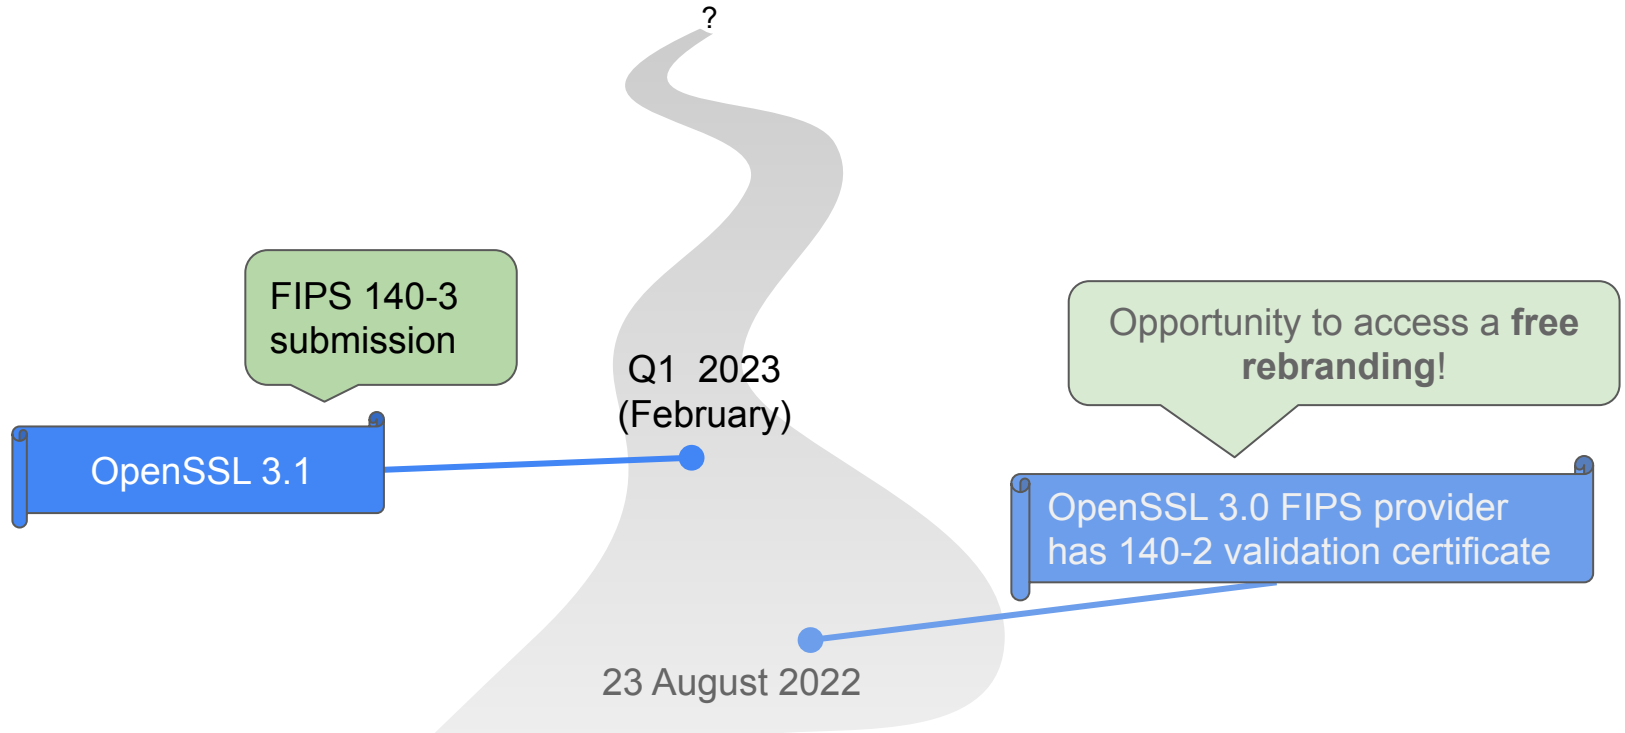 ?
FIPS 140-3
submission
Q1  2023
(February)
OpenSSL 3.1
Opportunity to access a free
rebranding!
OpenSSL 3.0 FIPS provider
has 140-2 validation certificate
23 August 2022